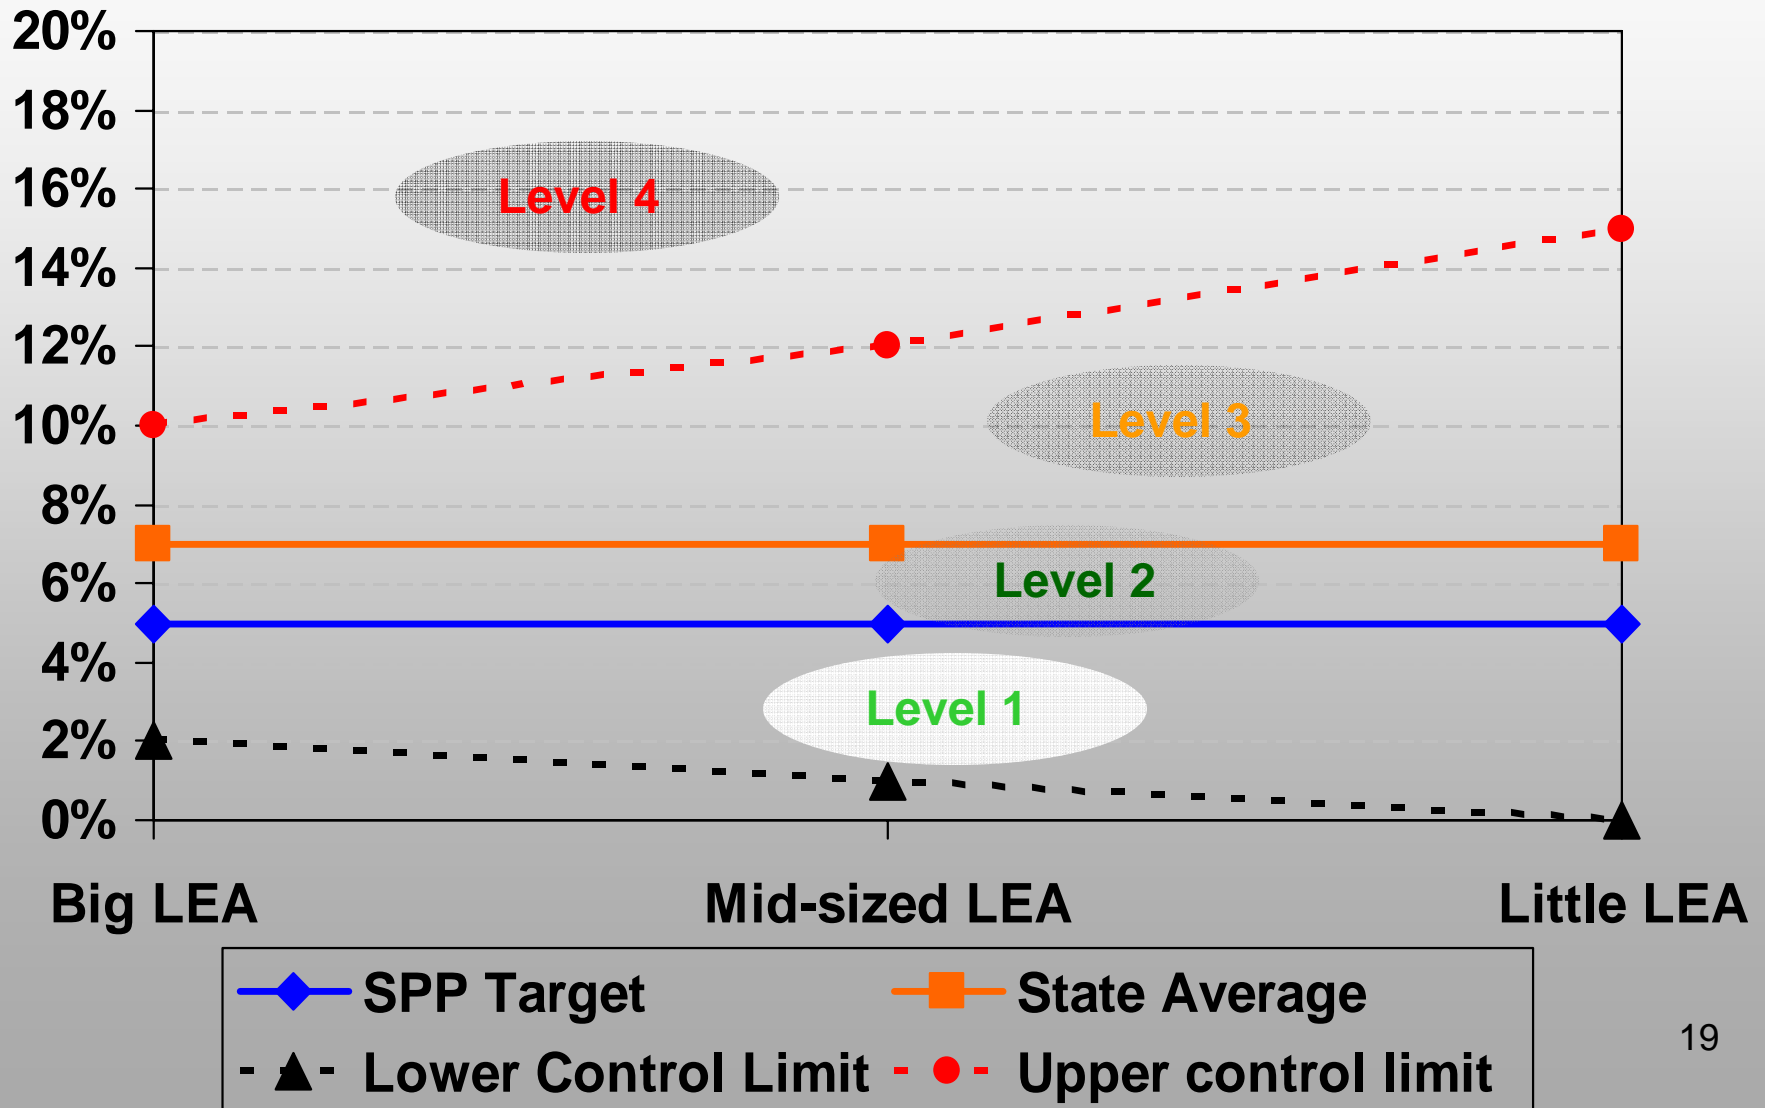 20%
18%
16%
Level 4
14%
12%
10%
Level 3
8%
6%
Level 2
4%
Level 1
2%
0%
Big LEA Mid-sized LEA Little LEA
SPP Target State Average
Lower Control Limit Upper control limit
19